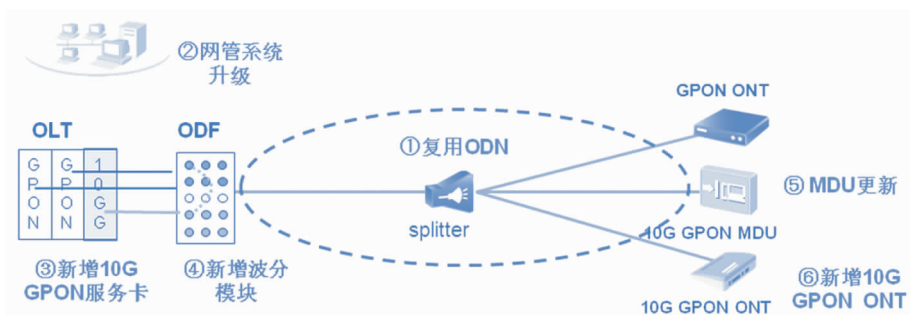 ②网管系统
升级
GPON ONT
OLT
ODF
①复用ODN
G
P
O
N
G
P
O
N
1
0
G
G
splitter
⑤MDU更新
10G GPON MDU
③新增10G
GPON服务卡
④新增波分
模块
10G GPON ONT
⑥新增10G
GPON ONT